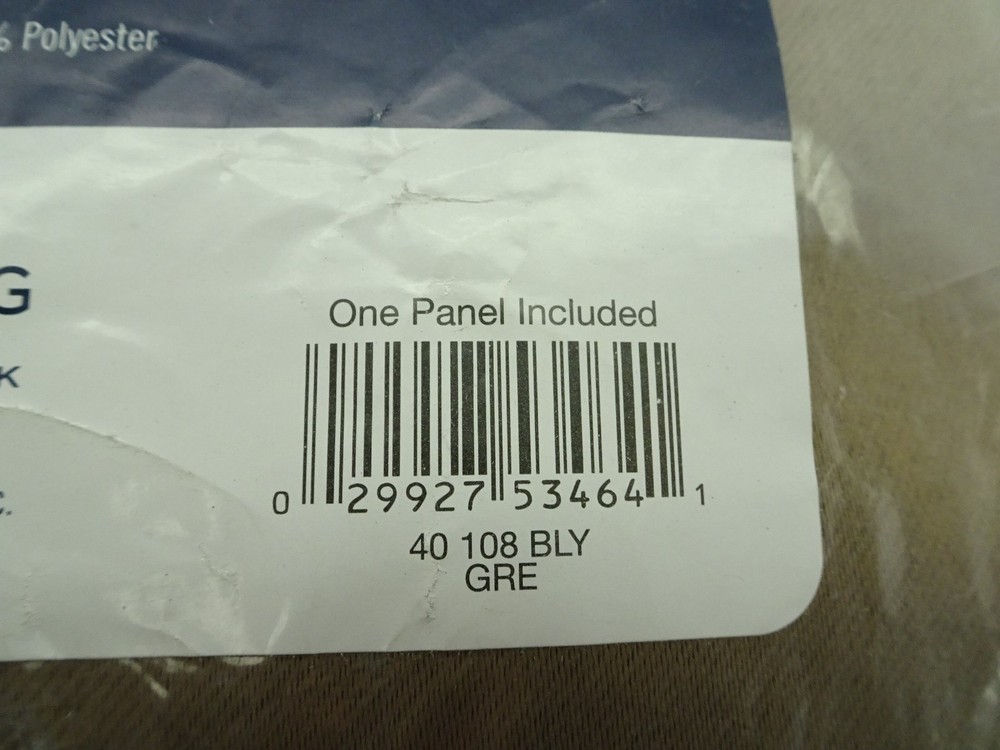 % Polyester
G
One Panel Included
K
C.
0 29927 53464 1
40 108 BLY
GRE